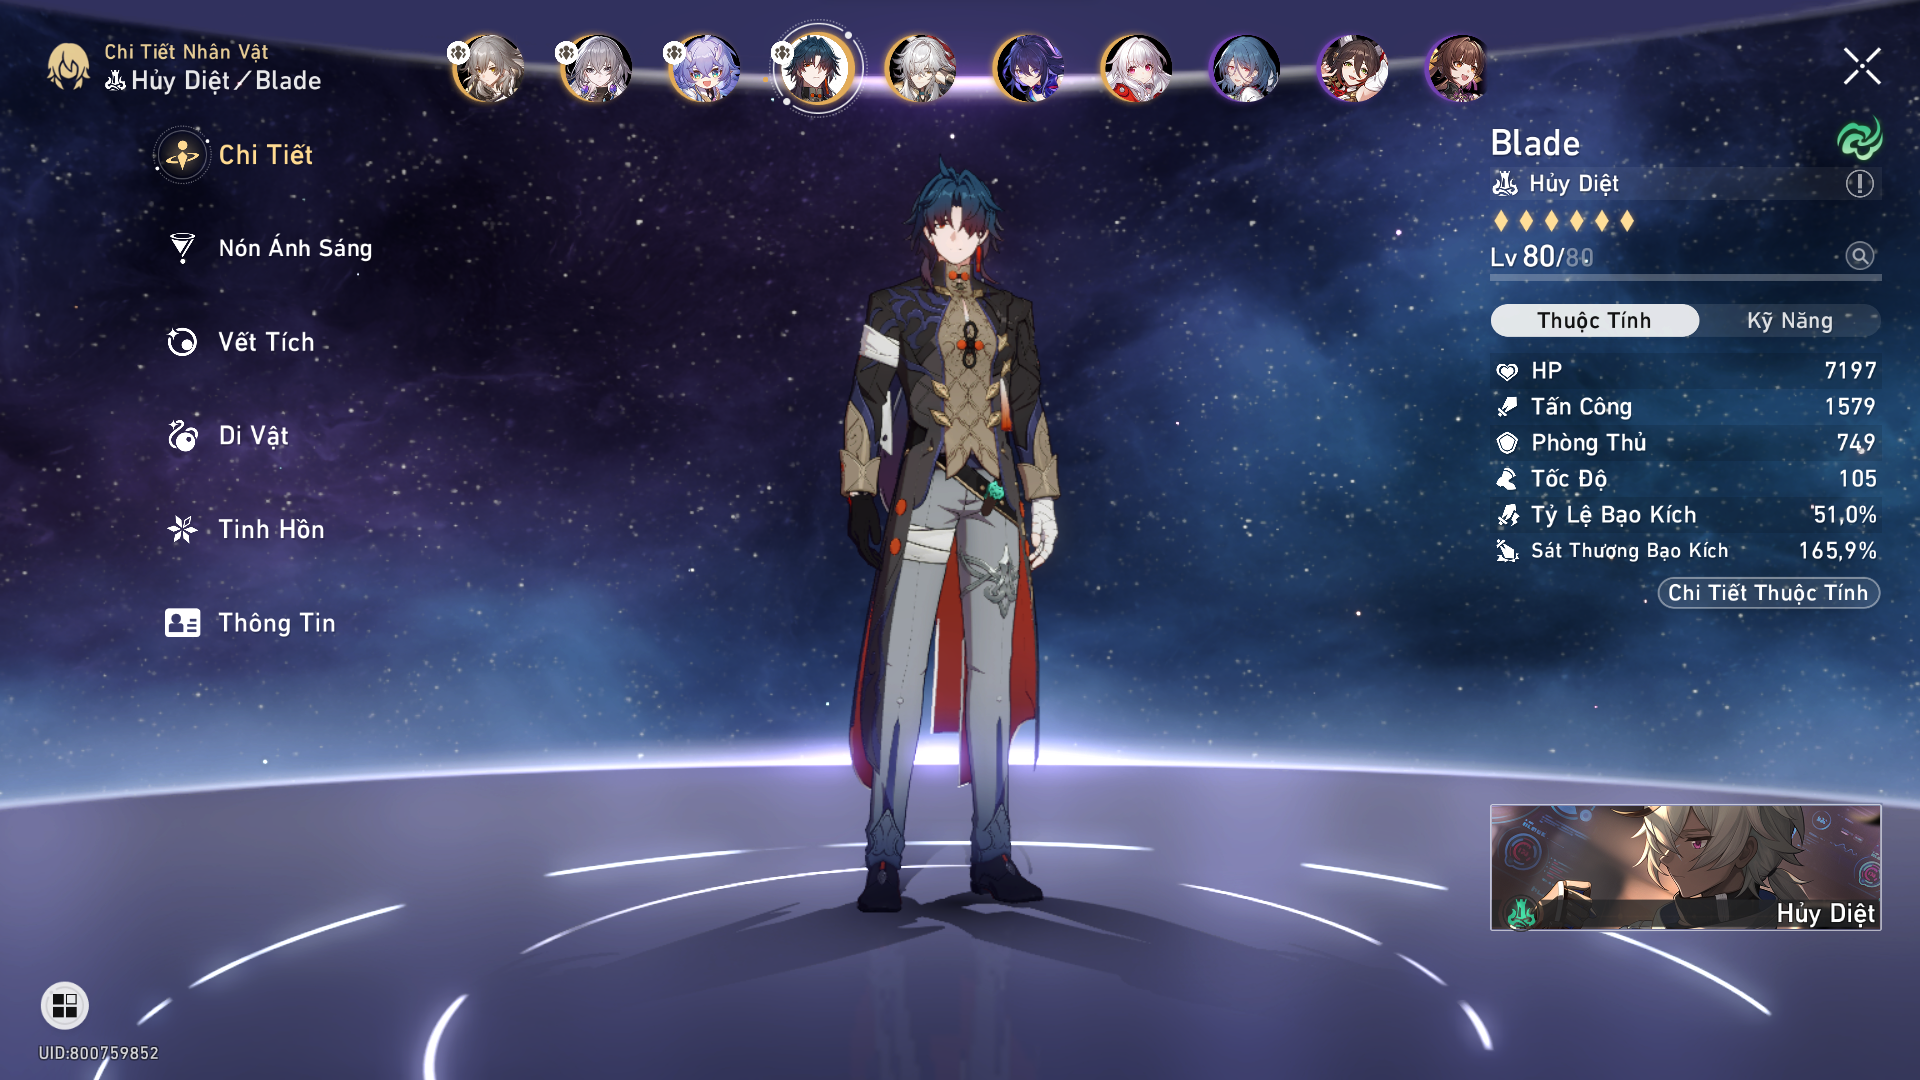 Chi Tiết Nhân Vật
Hủy Diệt/Blade
Chi Tiết
Nón Ánh Sáng
Vết Tích
Di Vật
Tinh Hồn
Thông Tin
UID:800759852
Blade
Hủy Diệt
Lv 80/80
Thuộc Tính
Kỹ Năng
HP 7197
Tấn Công 1579
Phòng Thủ 749
Tốc Độ 105
Tỷ Lệ Bạo Kích 51,0%
Sát Thương Bạo Kích 165,9%
Chi Tiết Thuộc Tính
Hủy Diệt